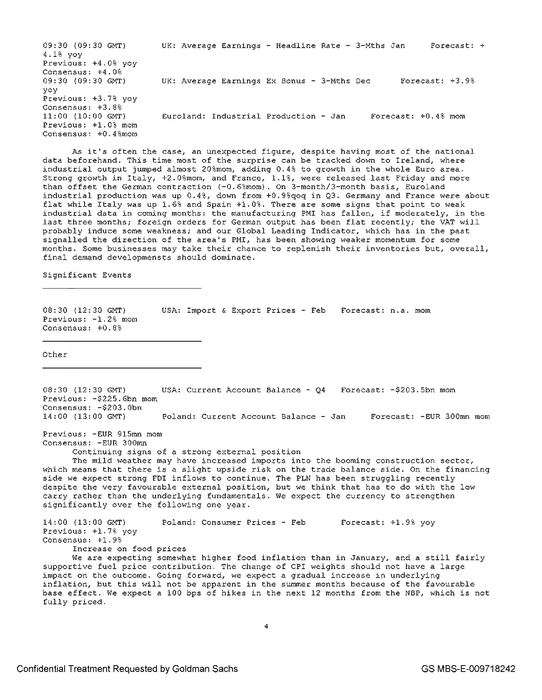 09:30 (09:30 GMT) UK: Average Earnings - Headline Rate - 3-Mths Jan Forecast: +
4.1% yoy
Previous: +4.0% yoy
Consensus: +4.0%
09:30 (09:30 GMT) UK: Average Earnings Ex Bonus - 3-Mths Dec Forecast: +3.9%
yoy
Previous: +3.7% yoy
Consensus: +3.8%
11:00 (10:00 GMT) Euroland: Industrial Production - Jan Forecast: +0.4% mom
Previous: +1.0% mom
Consensus: +0.4%mom
As it's often the case, an unexpected figure, despite having most of the national
data beforehand. This time most of the surprise can be tracked down to Ireland, where
industrial output jumped almost 20%mom, adding 0.4% to growth in the whole Euro area.
Strong growth in Italy, +2.0%mom, and France, 1.1%, were released last Friday and more
than offset the German contraction (-0.6%mom). On 3-month/3-month basis, Euroland
industrial production was up 0.4%, down from +0.9%qoq in Q3. Germany and France were about
flat while Italy was up 1.6% and Spain +1.0%. There are some signs that point to weak
industrial data in coming months: the manufacturing PMI has fallen, if moderately, in the
last three months; foreign orders for German output has been flat recently; the VAT will
probably induce some weakness; and our Global Leading Indicator, which has in the past
signalled the direction of the area's PMI, has been showing weaker momentum for some
months. Some businesses may take their chance to replenish their inventories but, overall,
final demand developmensts should dominate.
Significant Events
08:30 (12:30 GMT) USA: Import & Export Prices - Feb Forecast: n.a. mom
Previous: -1.2% mom
Consensus: +0.8%
Other
08:30 (12:30 GMT) USA: Current Account Balance - Q4 Forecast: -$203.5bn mom
Previous: -$225.6bn mom
Consensus: -$203.0bn
14:00 (13:00 GMT) Poland: Current Account Balance - Jan Forecast: -EUR 300mn mom
Previous: -EUR 915mn mom
Consensus: -EUR 300mn
Continuing signs of a strong external position
The mild weather may have increased imports into the booming construction sector,
which means that there is a slight upside risk on the trade balance side. On the financing
side we expect strong FDI inflows to continue. The PLN has been struggling recently
despite the very favourable external position, but we think that has to do with the low
carry rather than the underlying fundamentals. We expect the currency to strengthen
significantly over the following one year.
14:00 (13:00 GMT) Poland: Consumer Prices - Feb Forecast: +1.9% yoy
Previous: +1.7% yoy
Consensus: +1.9%
Increase on food prices
We are expecting somewhat higher food inflation than in January, and a still fairly
supportive fuel price contribution. The change of CPI weights should not have a large
impact on the outcome. Going forward, we expect a gradual increase in underlying
inflation, but this will not be apparent in the summer months because of the favourable
base effect. We expect a 100 bps of hikes in the next 12 months from the NBP, which is not
fully priced.
4
Confidential Treatment Requested by Goldman Sachs
GS MBS-E-009718242